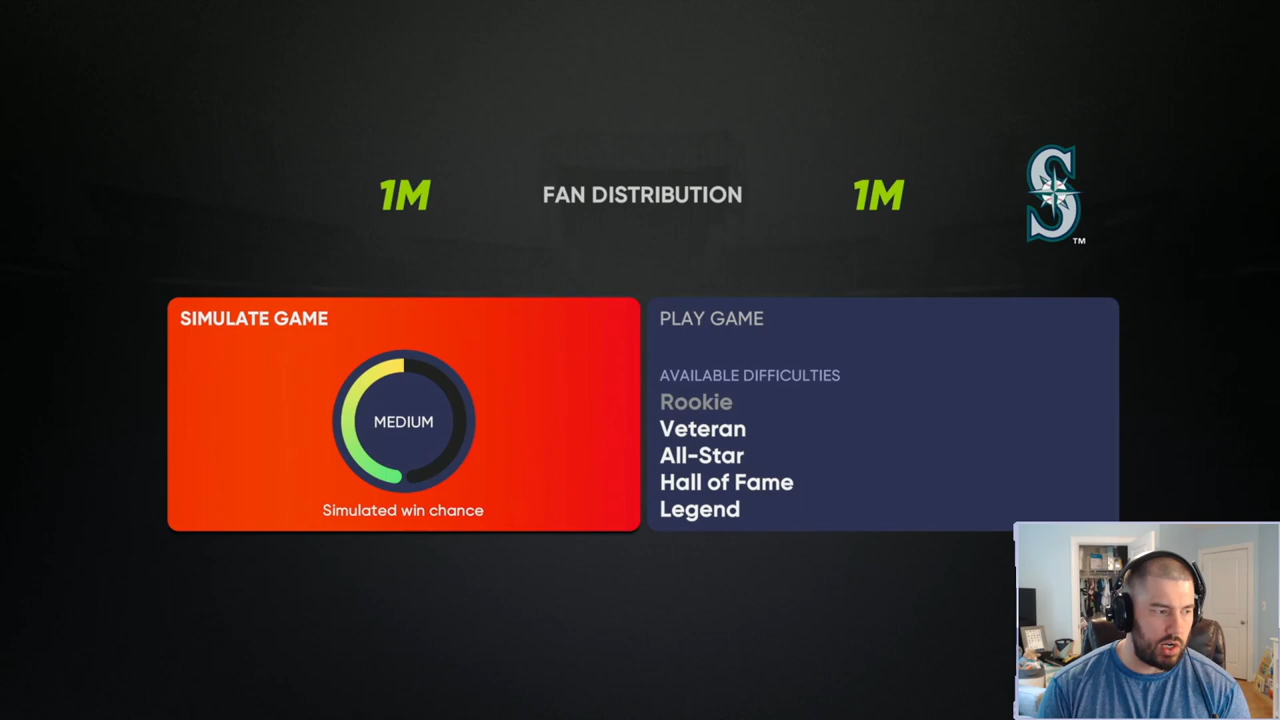 1M FAN DISTRIBUTION 1M
S
TM
SIMULATE GAME
MEDIUM
Simulated win chance
PLAY GAME
AVAILABLE DIFFICULTIES
Rookie
Veteran
All-Star
Hall of Fame
Legend